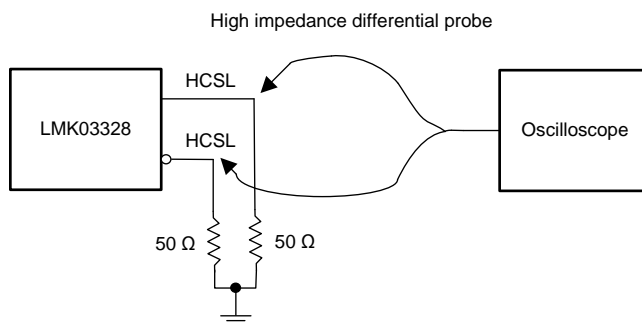 High impedance differential probe
HCSL
LMK03328
HCSL
Oscilloscope
50 Ω
50 Ω